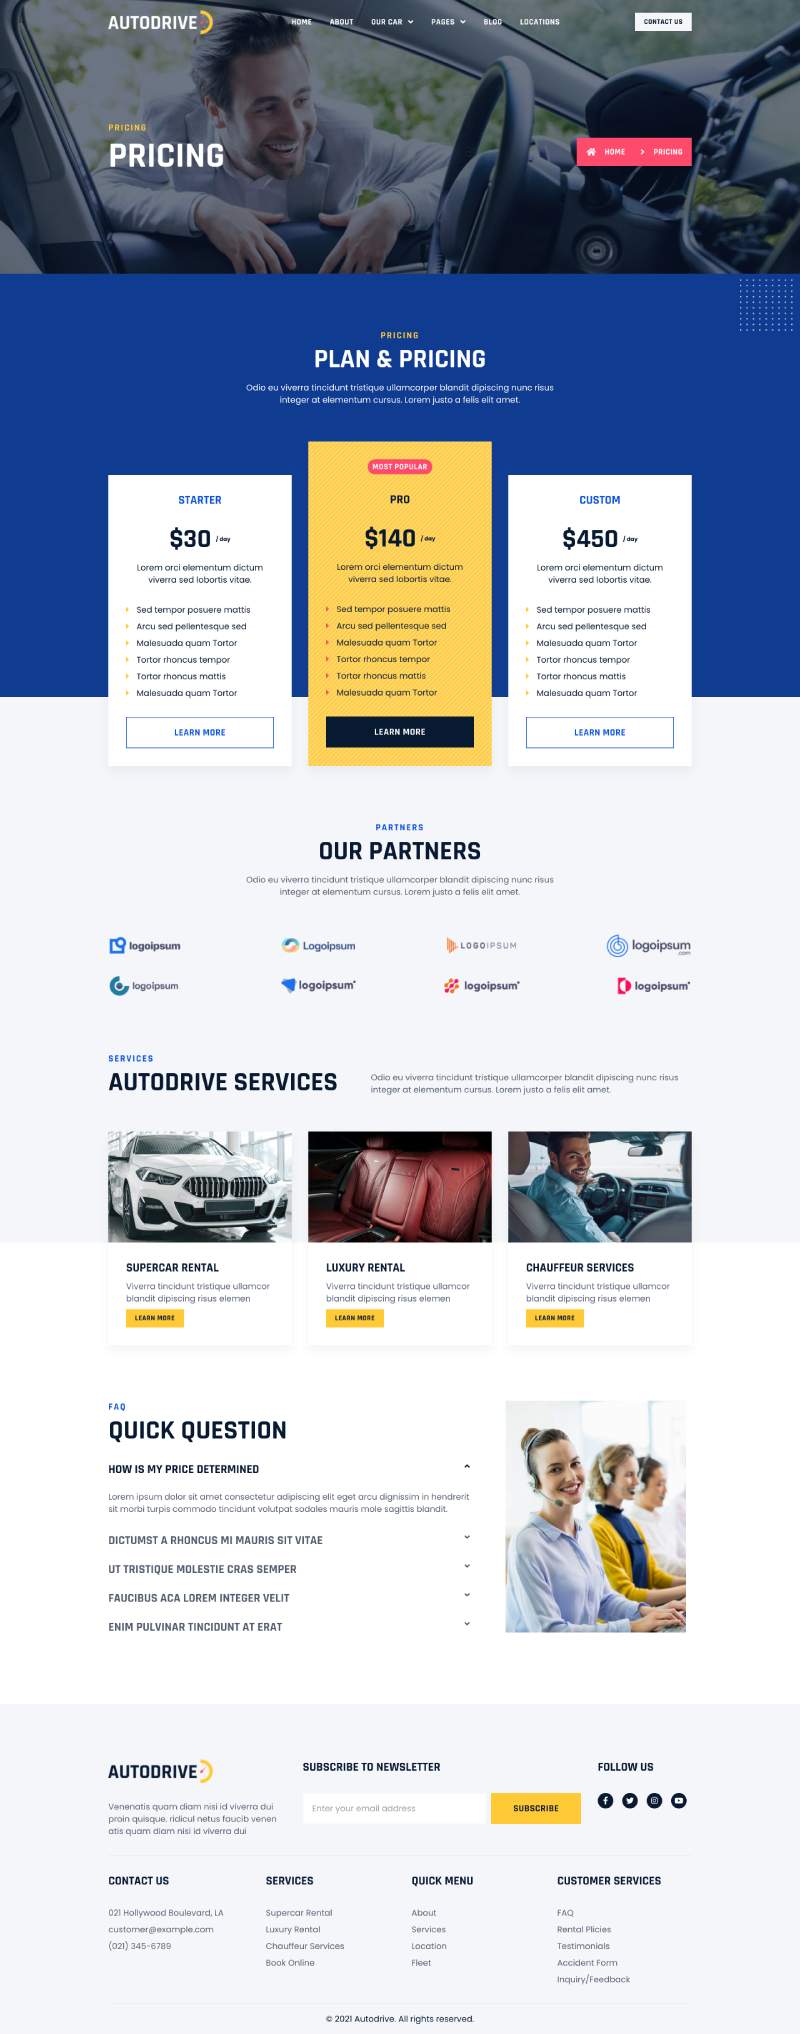 AUTODRIVE
HOME ABOUT OUR CAR PAGES BLOG LOCATIONS
CONTACT US
PRICING
PRICING
HOME PRICING
PRICING
PLAN & PRICING
Odio eu viverra tincidunt tristique ullamcorper blandit dipiscing nunc risus
integer at elementum cursus. Lorem justo a felis elit amet.
STARTER
$30 / day
Lorem orci elementum dictum
viverra sed lobortis vitae.
Sed tempor posuere mattis
Arcu sed pellentesque sed
Malesuada quam Tortor
Tortor rhoncus tempor
Tortor rhoncus mattis
Malesuada quam Tortor
LEARN MORE
MOST POPULAR
PRO
$140 / day
Lorem orci elementum dictum
viverra sed lobortis vitae.
Sed tempor posuere mattis
Arcu sed pellentesque sed
Malesuada quam Tortor
Tortor rhoncus tempor
Tortor rhoncus mattis
Malesuada quam Tortor
LEARN MORE
CUSTOM
$450 / day
Lorem orci elementum dictum
viverra sed lobortis vitae.
Sed tempor posuere mattis
Arcu sed pellentesque sed
Malesuada quam Tortor
Tortor rhoncus tempor
Tortor rhoncus mattis
Malesuada quam Tortor
LEARN MORE
PARTNERS
OUR PARTNERS
Odio eu viverra tincidunt tristique ullamcorper blandit dipiscing nunc risus
integer at elementum cursus. Lorem justo a felis elit amet.
logoipsum Logoipsum LOGOIPSUM logoipsum.com
logoipsum logoipsum logoipsum logoipsum
SERVICES
AUTODRIVE SERVICES
Odio eu viverra tincidunt tristique ullamcorper blandit dipiscing nunc risus
integer at elementum cursus. Lorem justo a felis elit amet.
SUPERCAR RENTAL
Viverra tincidunt tristique ullamcor
blandit dipiscing risus elemen
LEARN MORE
LUXURY RENTAL
Viverra tincidunt tristique ullamcor
blandit dipiscing risus elemen
LEARN MORE
CHAUFFEUR SERVICES
Viverra tincidunt tristique ullamcor
blandit dipiscing risus elemen
LEARN MORE
FAQ
QUICK QUESTION
HOW IS MY PRICE DETERMINED
Lorem ipsum dolor sit amet consectetur adipiscing elit eget arcu dignissim in hendrerit
sit morbi turpis commodo tincidunt volutpat sodales mauris mole sagittis blandit.
DICTUMST A RHONCUS MI MAURIS SIT VITAE
UT TRISTIQUE MOLESTIE CRAS SEMPER
FAUCIBUS ACA LOREM INTEGER VELIT
ENIM PULVINAR TINCIDUNT AT ERAT
AUTODRIVE
Venenatis quam diam nisi id viverra dui
proin quisque. ridicul netus faucib venen
atis quam diam nisi id viverra dui
SUBSCRIBE TO NEWSLETTER
Enter your email address
SUBSCRIBE
FOLLOW US
CONTACT US
021 Hollywood Boulevard, LA
customer@example.com
(021) 345-6789
SERVICES
Supercar Rental
Luxury Rental
Chauffeur Services
Book Online
QUICK MENU
About
Services
Location
Fleet
CUSTOMER SERVICES
FAQ
Rental Plicies
Testimonials
Accident Form
Inquiry/Feedback
© 2021 Autodrive. All rights reserved.